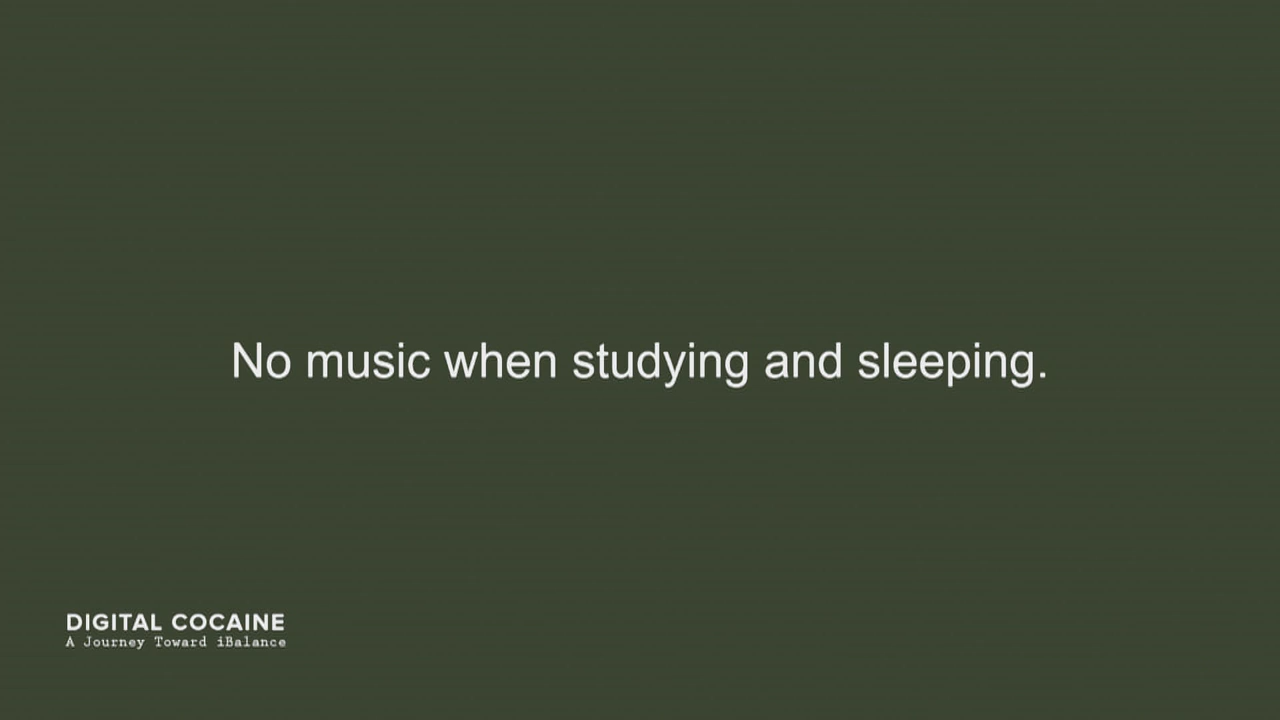 No music when studying and sleeping.
DIGITAL COCAINE
A Journey Toward iBalance